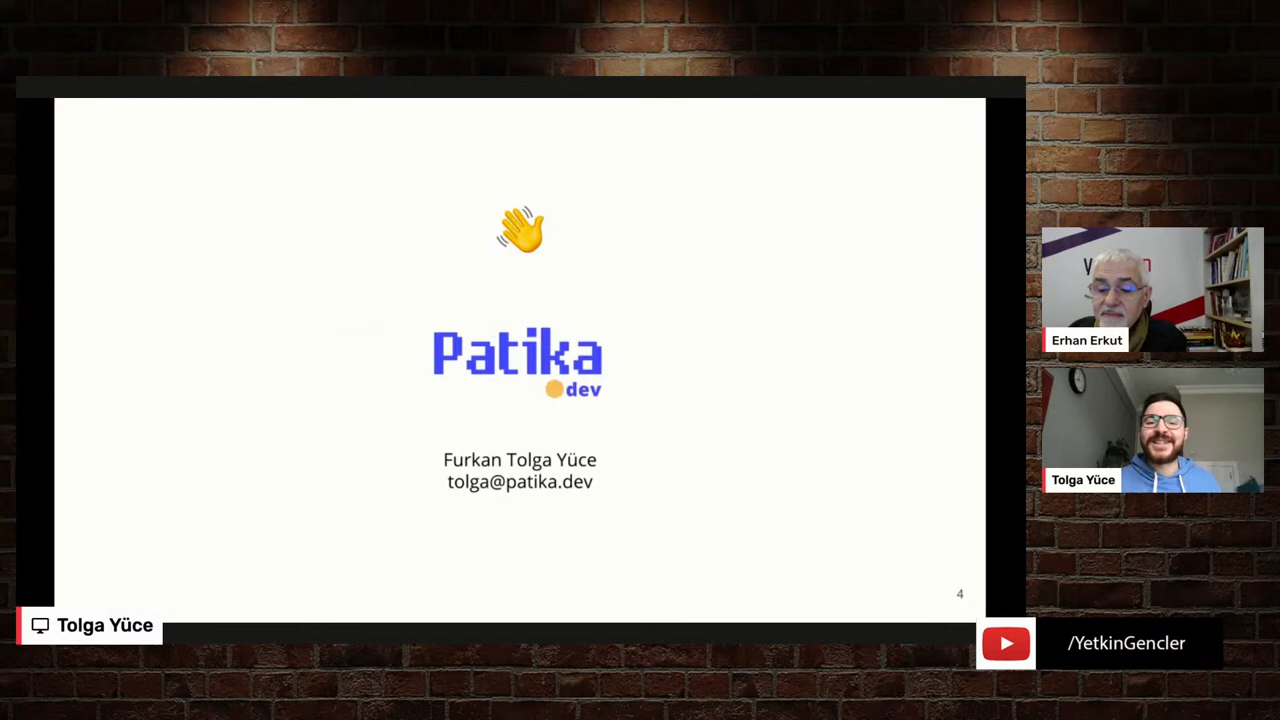 Patika
dev
Furkan Tolga Yüce
tolga@patika.dev
4
Erhan Erkut
Tolga Yüce
Tolga Yüce
/YetkinGencler